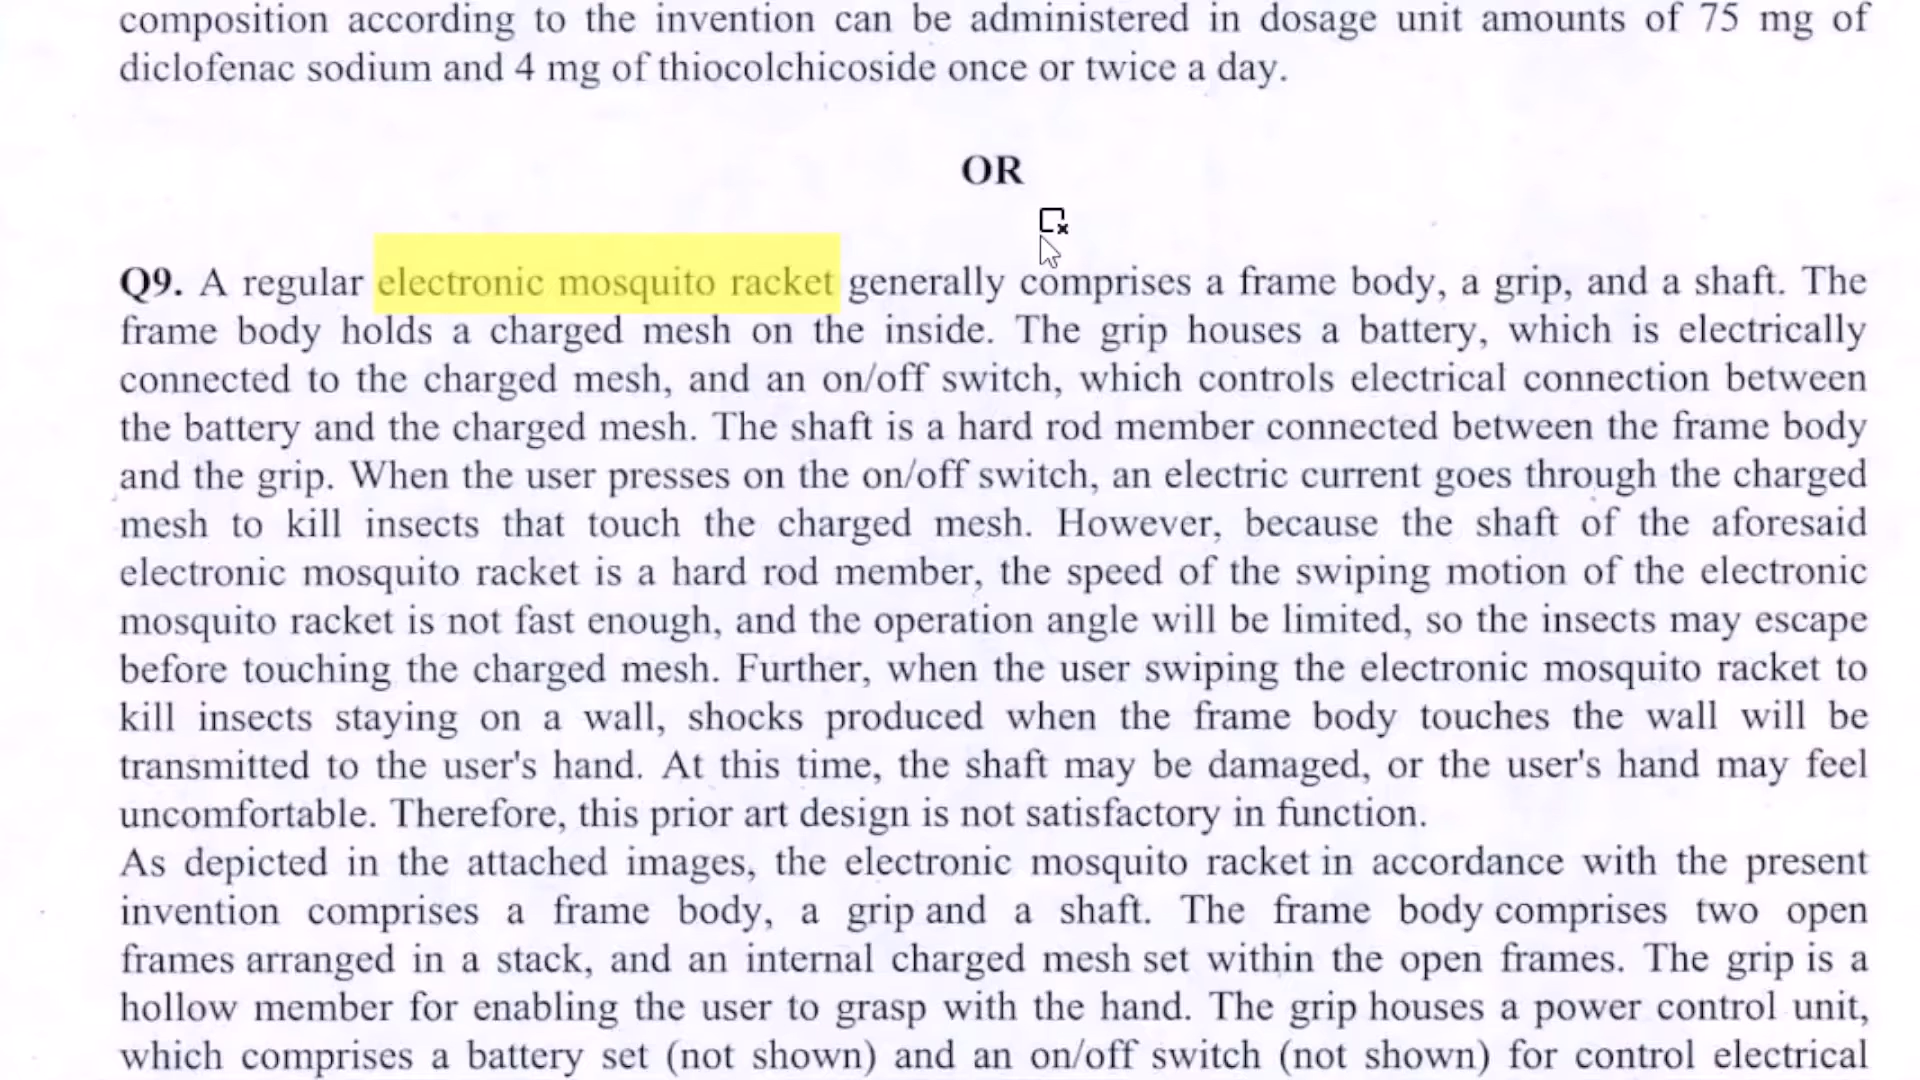 composition according to the invention can be administered in dosage unit amounts of 75 mg of
diclofenac sodium and 4 mg of thiocolchicoside once or twice a day.
OR
Q9. A regular electronic mosquito racket generally comprises a frame body, a grip, and a shaft. The
frame body holds a charged mesh on the inside. The grip houses a battery, which is electrically
connected to the charged mesh, and an on/off switch, which controls electrical connection between
the battery and the charged mesh. The shaft is a hard rod member connected between the frame body
and the grip. When the user presses on the on/off switch, an electric current goes through the charged
mesh to kill insects that touch the charged mesh. However, because the shaft of the aforesaid
electronic mosquito racket is a hard rod member, the speed of the swiping motion of the electronic
mosquito racket is not fast enough, and the operation angle will be limited, so the insects may escape
before touching the charged mesh. Further, when the user swiping the electronic mosquito racket to
kill insects staying on a wall, shocks produced when the frame body touches the wall will be
transmitted to the user's hand. At this time, the shaft may be damaged, or the user's hand may feel
uncomfortable. Therefore, this prior art design is not satisfactory in function.
As depicted in the attached images, the electronic mosquito racket in accordance with the present
invention comprises a frame body, a grip and a shaft. The frame body comprises two open
frames arranged in a stack, and an internal charged mesh set within the open frames. The grip is a
hollow member for enabling the user to grasp with the hand. The grip houses a power control unit,
which comprises a battery set (not shown) and an on/off switch (not shown) for control electrical